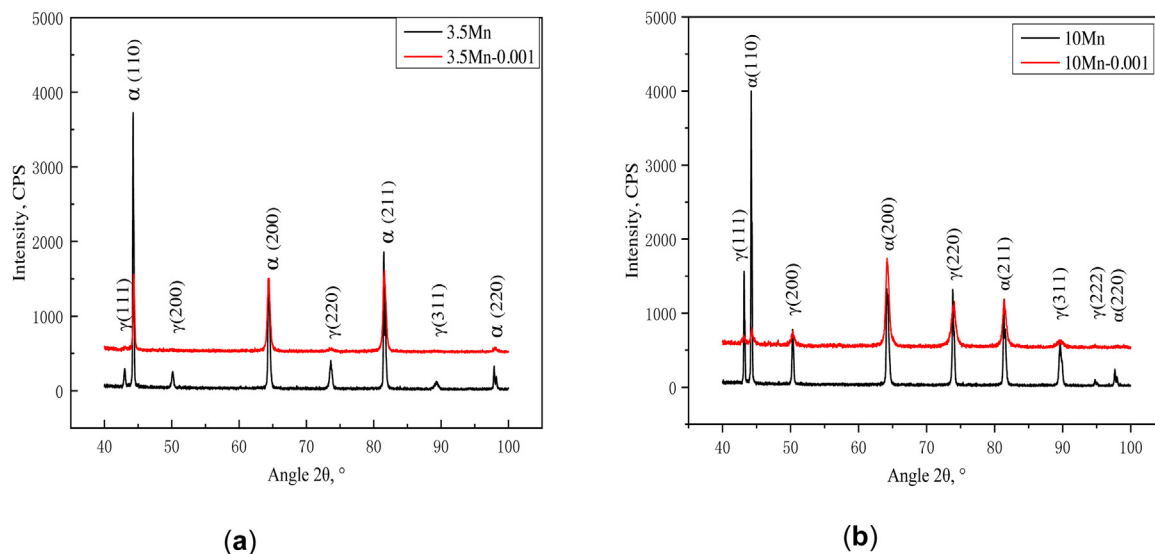 5000
4000
3000
2000
1000
0
Intensity, CPS
3.5Mn
3.5Mn-0.001
γ(111)
α (110)
γ(200)
α (200)
γ(220)
α (211)
γ(311)
α (220)
40 50 60 70 80 90 100
Angle 2θ, °
(a)
5000
4000
3000
2000
1000
0
Intensity, CPS
10Mn
10Mn-0.001
γ(111)
α(110)
γ(200)
α(200)
γ(220)
α(211)
γ(311)
γ(222)
α(220)
40 50 60 70 80 90 100
Angle 2θ, °
(b)